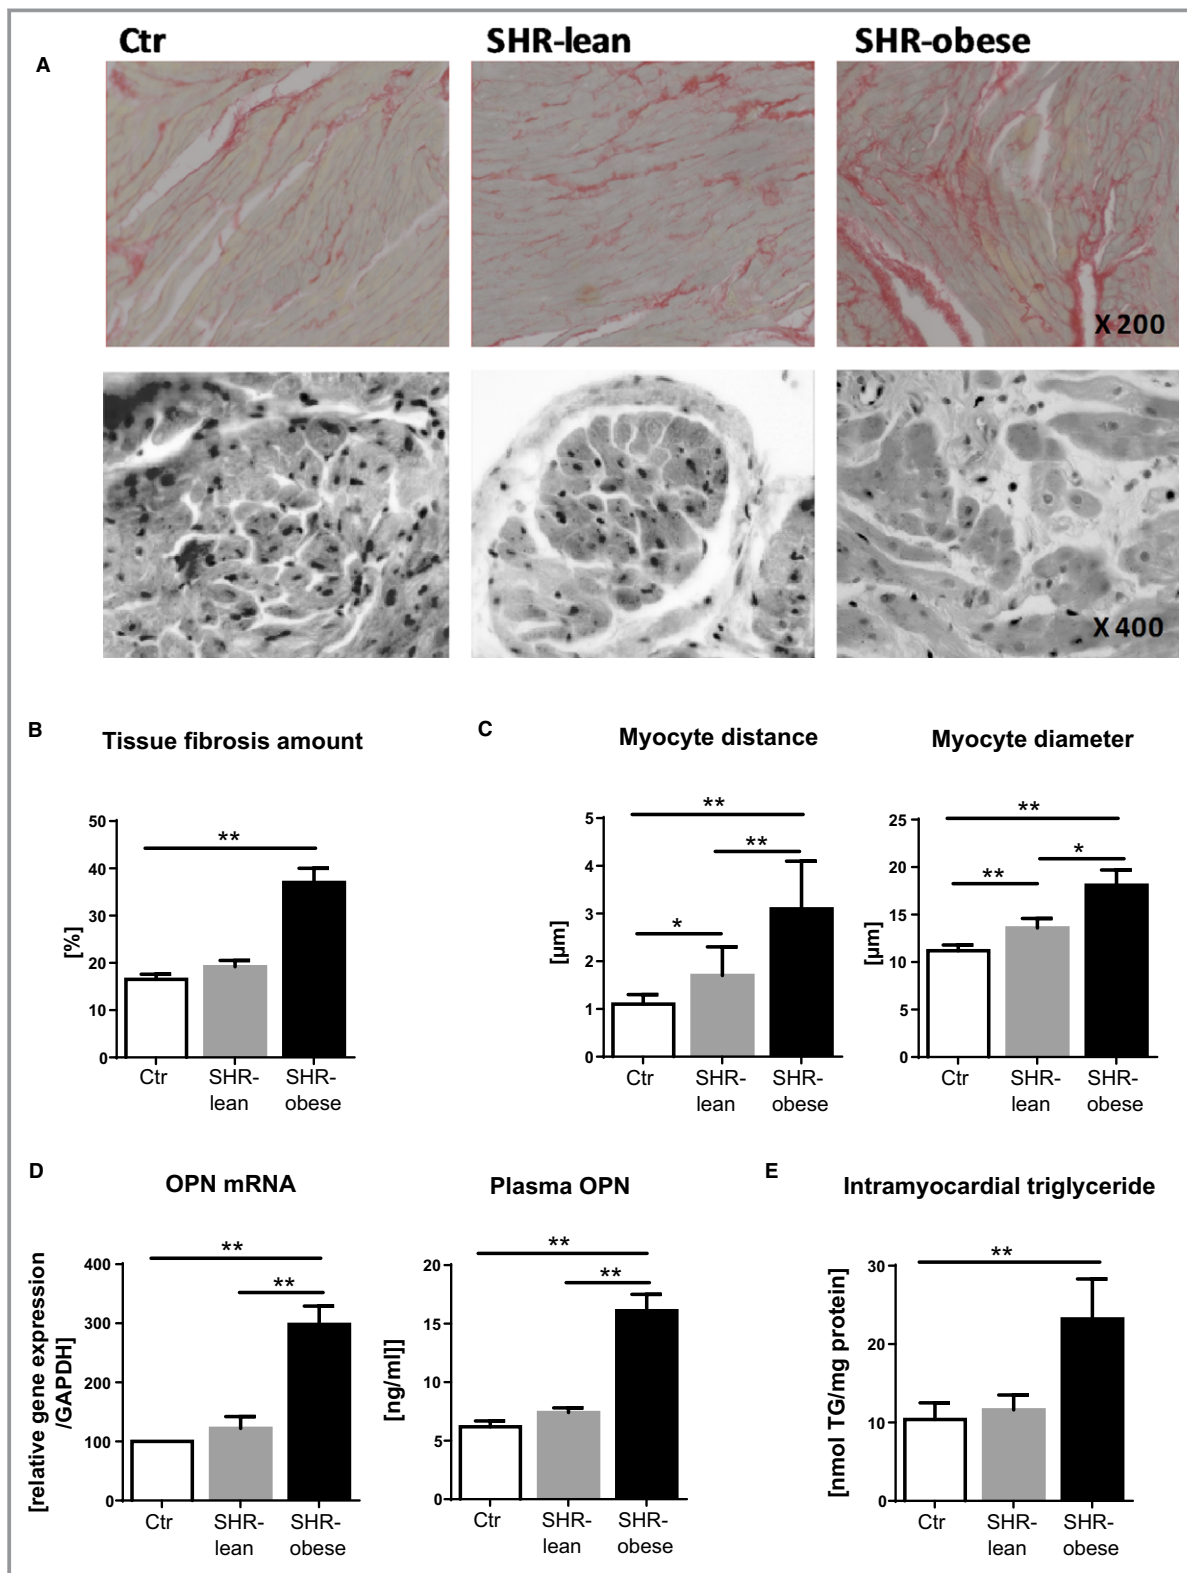 Ctr SHR-lean SHR-obese
A
X 200
X 400
B
Tissue fibrosis amount
50
40
30
20
10
0
[%]
**
Ctr SHR-lean SHR-obese
C
Myocyte distance
5
4
3
2
1
0
[µm]
**
**
*
Ctr SHR-lean SHR-obese
Myocyte diameter
25
20
15
10
5
0
[µm]
**
*
**
Ctr SHR-lean SHR-obese
D
OPN mRNA
400
300
200
100
0
[relative gene expression
/GAPDH]
**
**
Ctr SHR-lean SHR-obese
Plasma OPN
20
15
10
5
0
[ng/ml]]
**
**
Ctr SHR-lean SHR-obese
E
Intramyocardial triglyceride
30
20
10
0
[nmol TG/mg protein]
**
Ctr SHR-lean SHR-obese